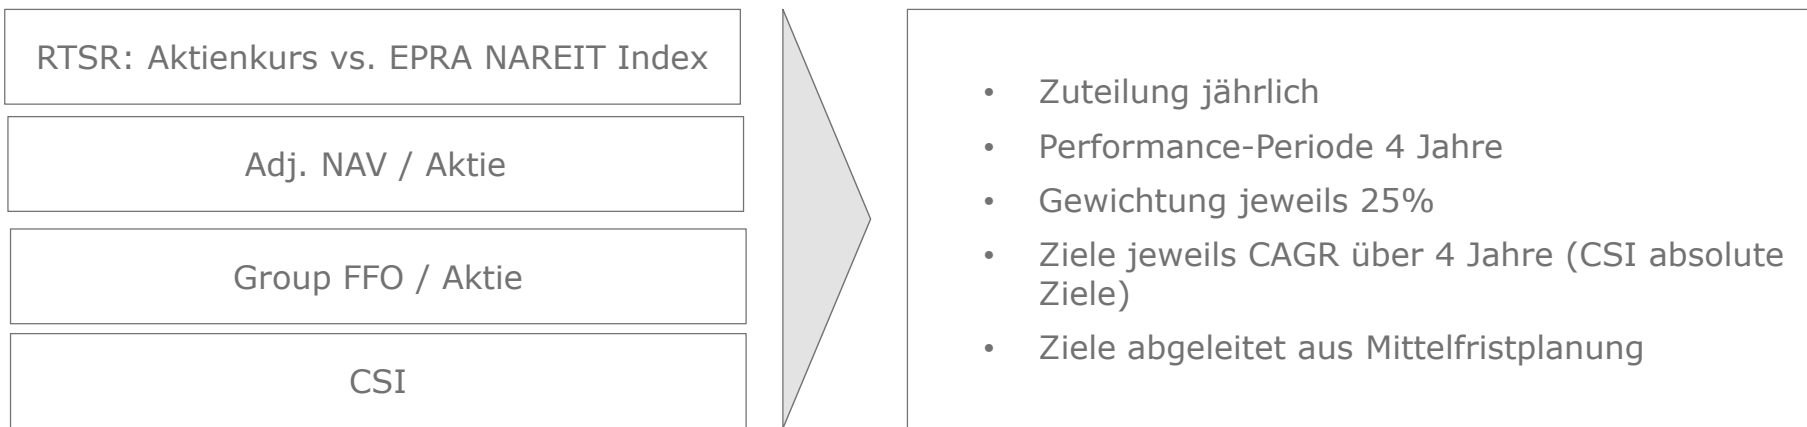 RTSR: Aktienkurs vs. EPRA NAREIT Index
Adj. NAV / Aktie
Group FFO / Aktie
CSI
• Zuteilung jährlich
• Performance-Periode 4 Jahre
• Gewichtung jeweils 25%
• Ziele jeweils CAGR über 4 Jahre (CSI absolute
Ziele)
• Ziele abgeleitet aus Mittelfristplanung